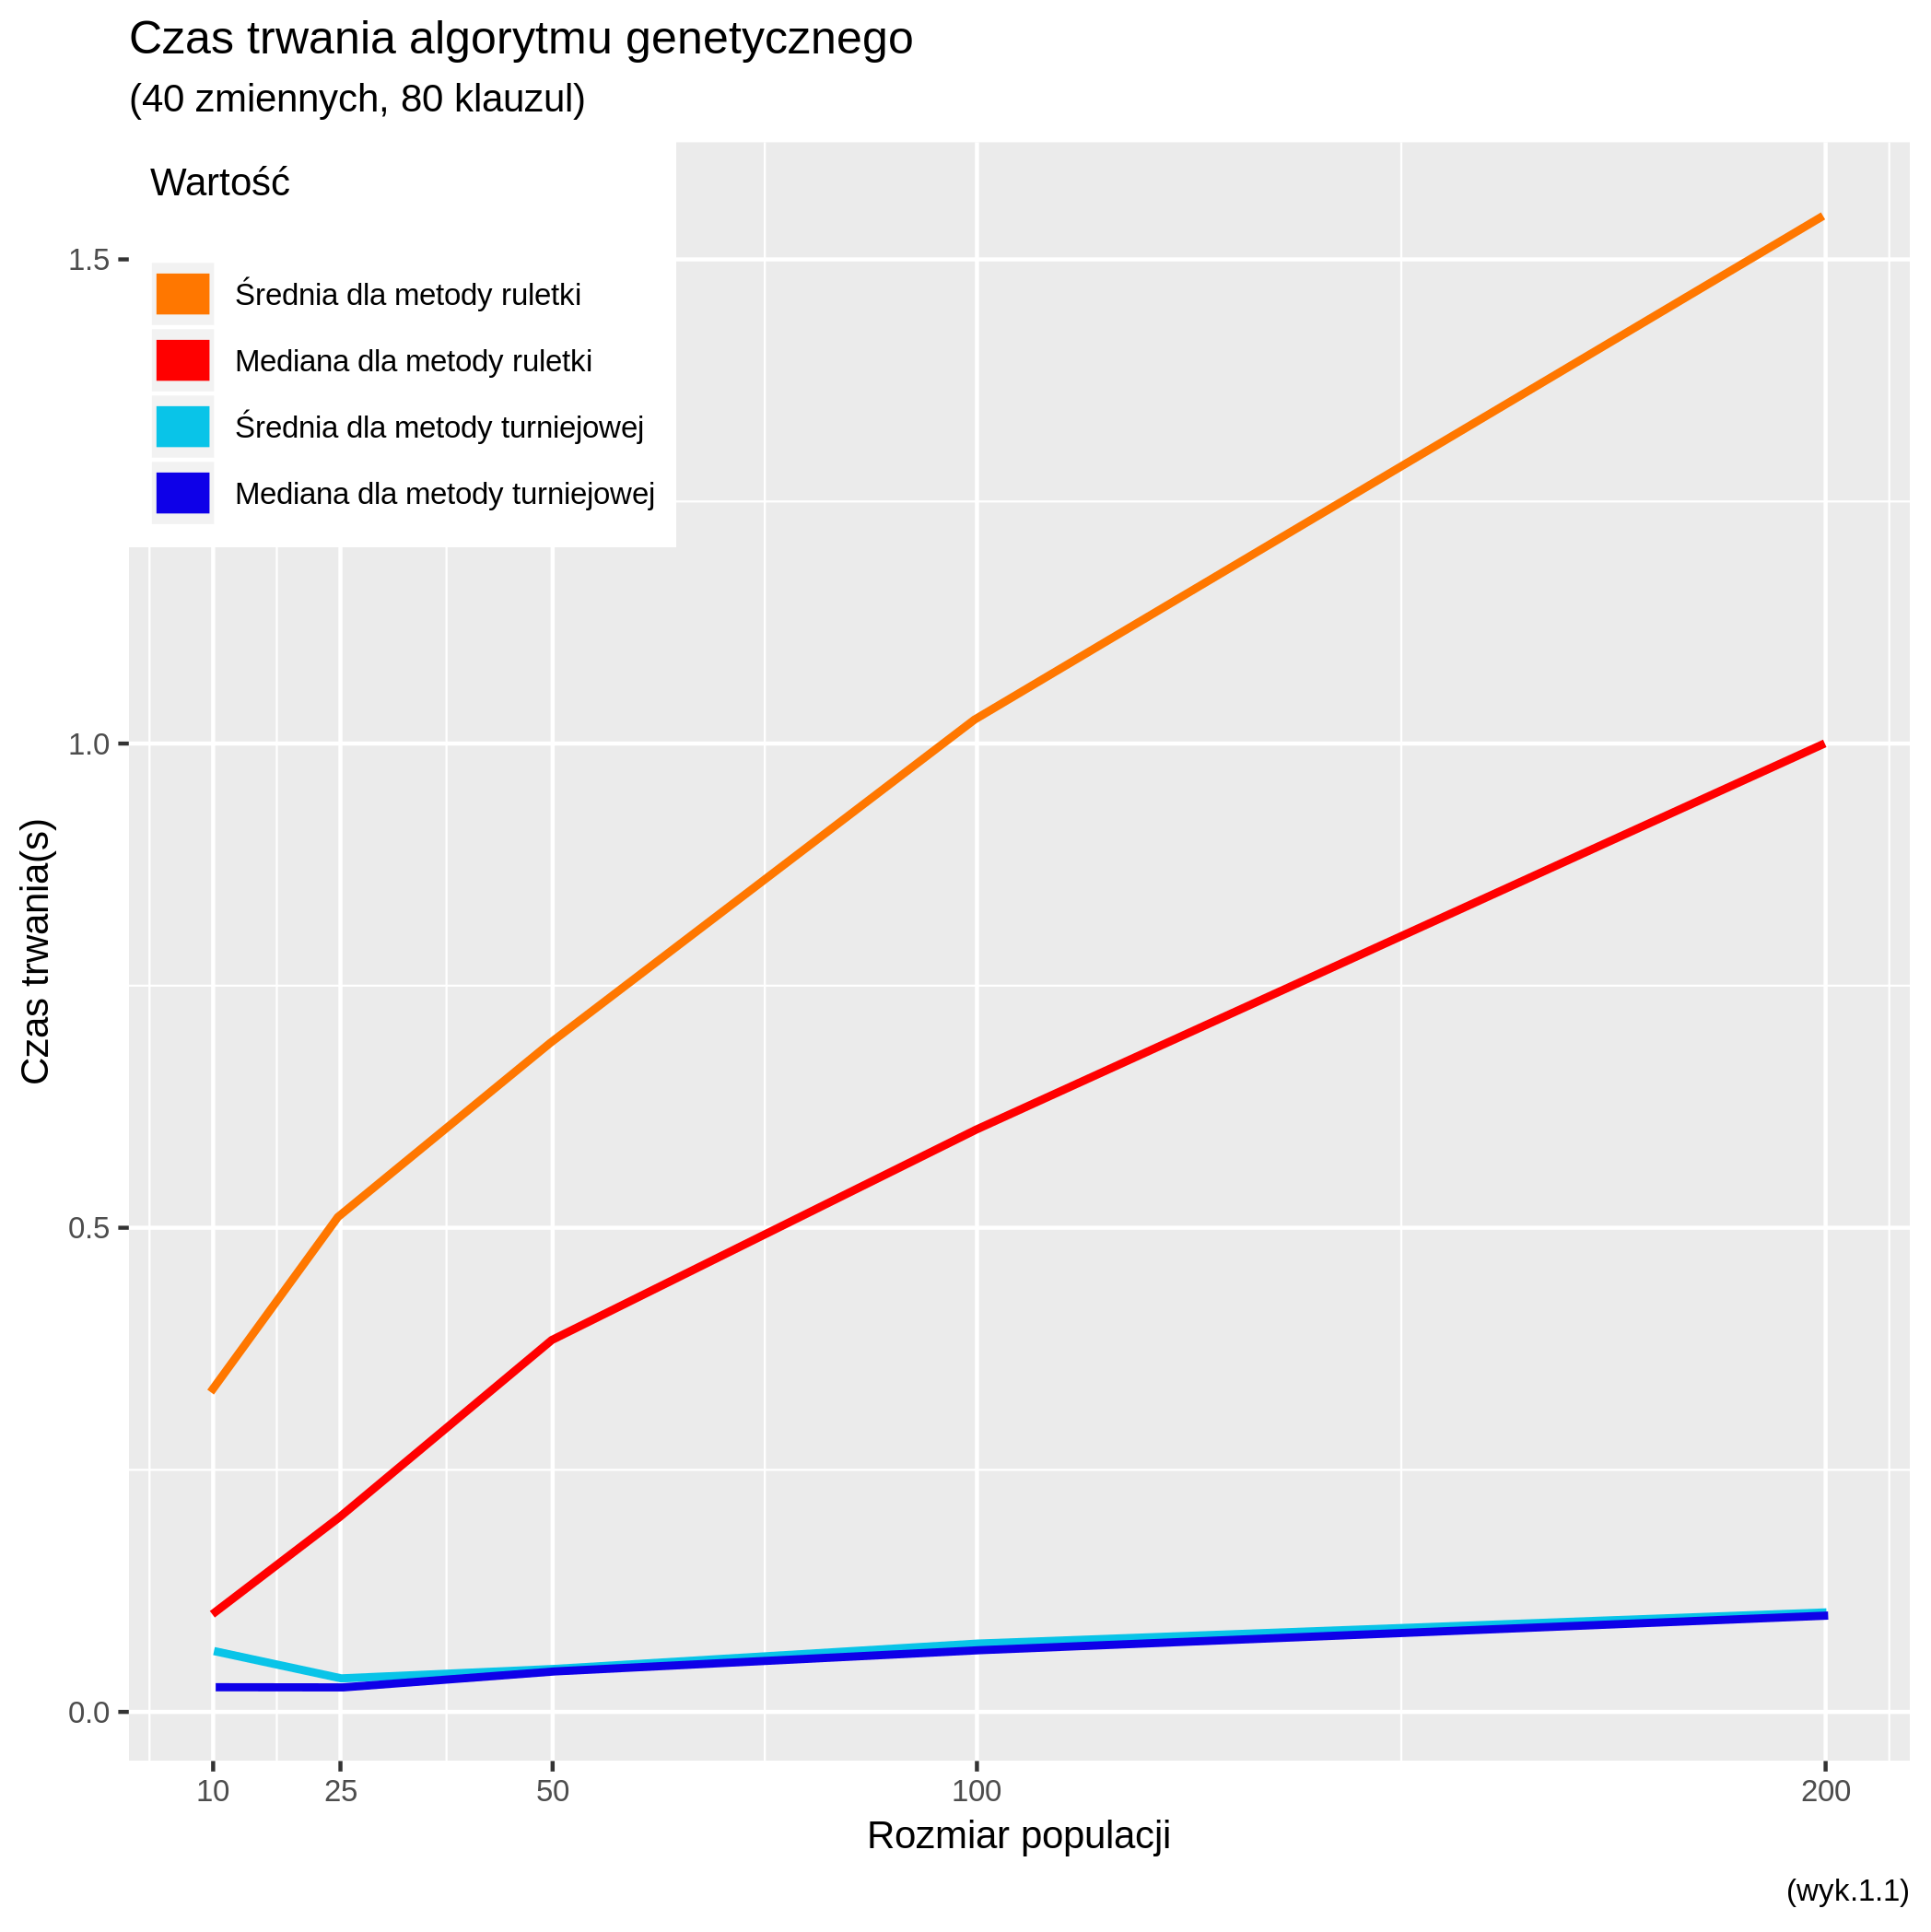 Czas trwania algorytmu genetycznego
(40 zmiennych, 80 klauzul)
Wartość
Średnia dla metody ruletki
Mediana dla metody ruletki
Średnia dla metody turniejowej
Mediana dla metody turniejowej
1.5
1.0
0.5
0.0
Czas trwania(s)
10 25 50 100 200
Rozmiar populacji
(wyk.1.1)